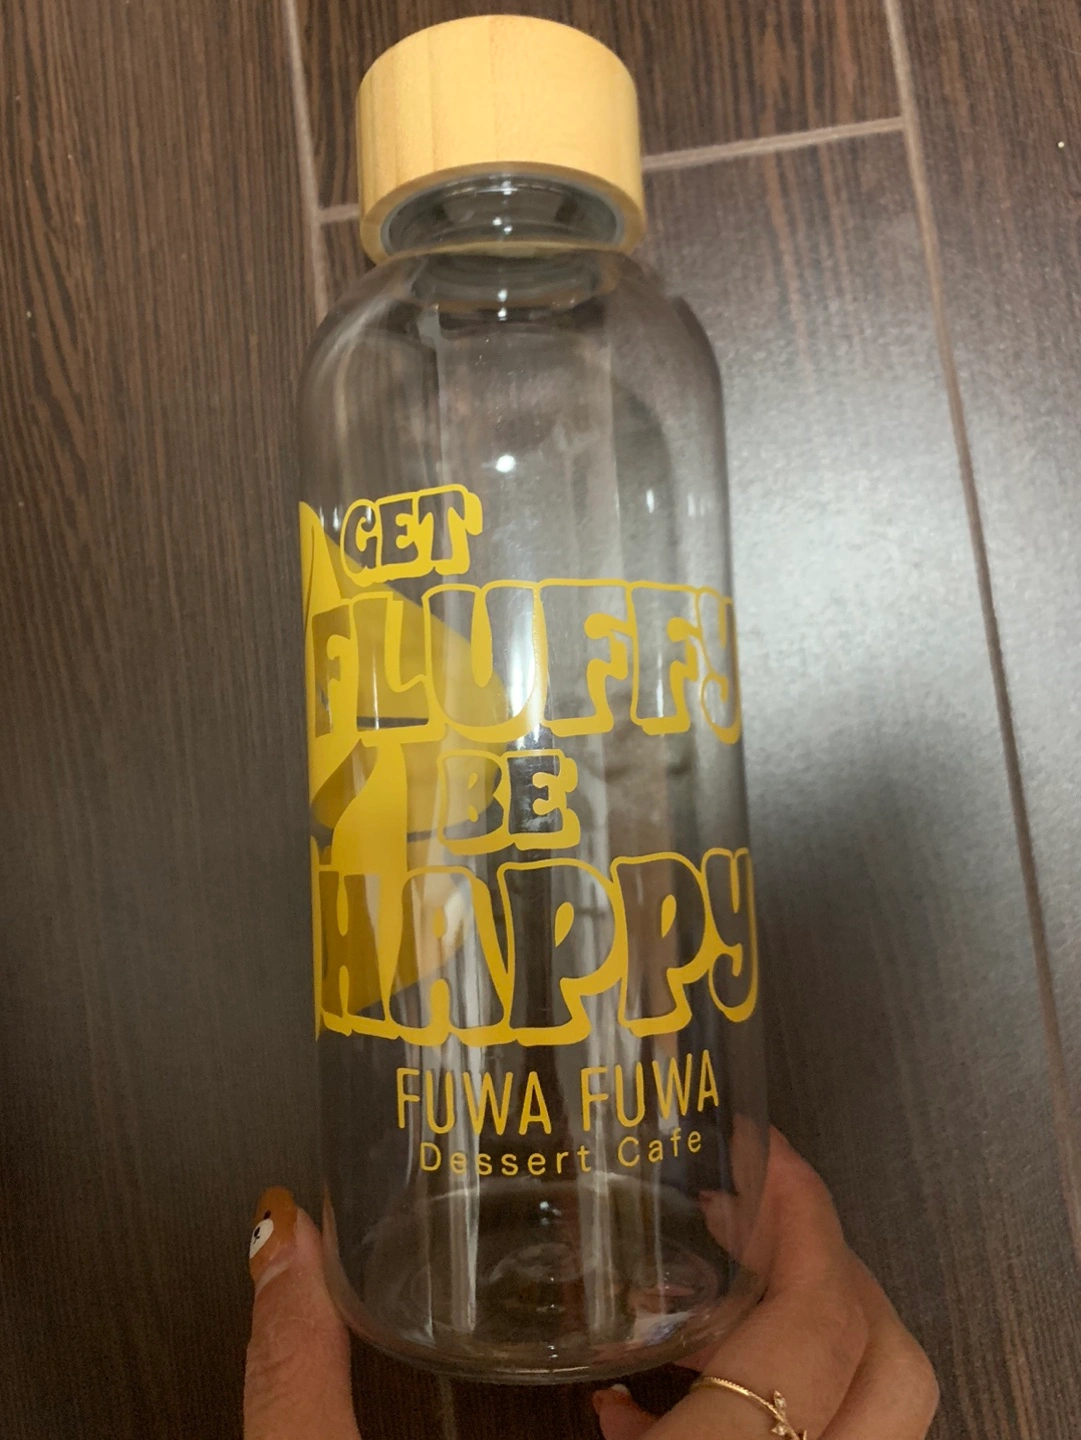 GET
FLUFFY
BE
HAPPY
FUWA FUWA
Dessert Cafe